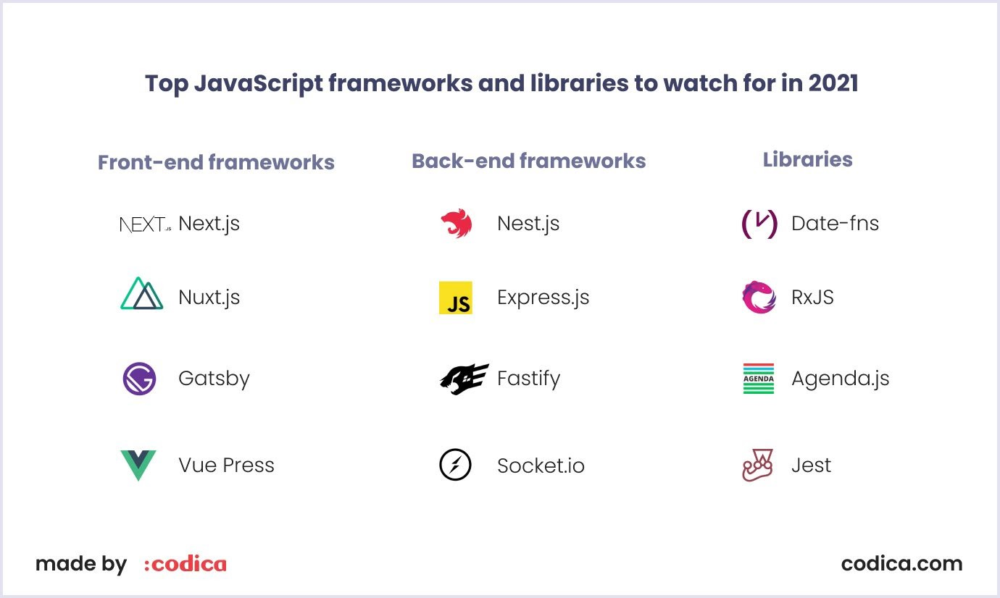 Top JavaScript frameworks and libraries to watch for in 2021
Front-end frameworks
NEXT.JS Next.js
Nuxt.js
Gatsby
Vue Press
Back-end frameworks
Nest.js
JS Express.js
Fastify
Socket.io
Libraries
Date-fns
RxJS
AGENDA Agenda.js
Jest
made by :codica
codica.com